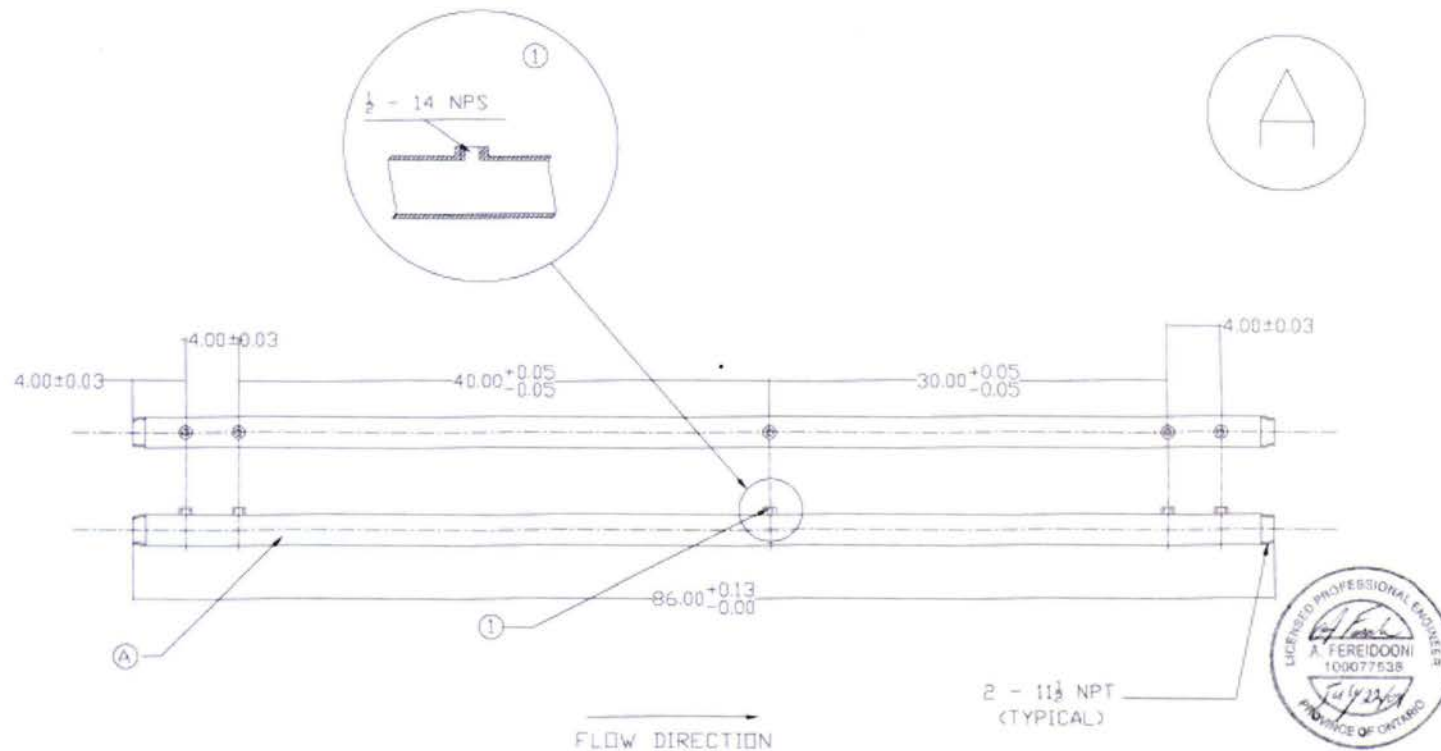 ①
½ - 14 NPS
A
4.00±0.03
4.00±0.03
40.00 +0.05 -0.05
30.00 +0.05 -0.05
4.00±0.03
86.00 +0.13 -0.00
A
①
2 - 11½ NPT
(TYPICAL)
FLOW DIRECTION
LICENSED PROFESSIONAL ENGINEER
A. FEREIDOONI
100077538
PROVINCE OF ONTARIO